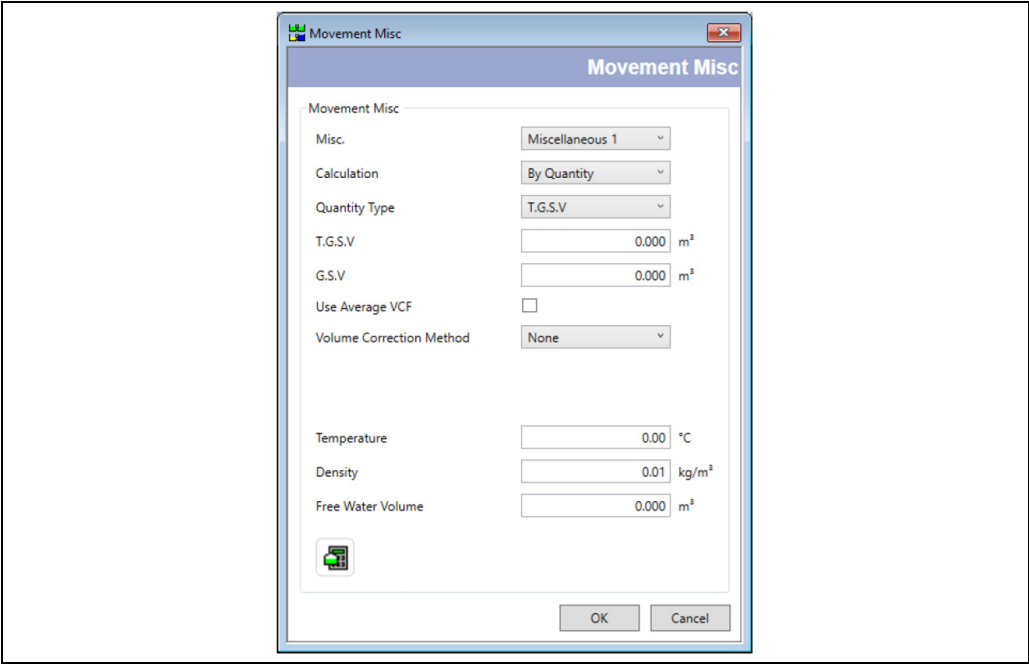 Movement Misc
Movement Misc
Movement Misc
Misc. Miscellaneous 1
Calculation By Quantity
Quantity Type T.G.S.V
T.G.S.V 0.000 m³
G.S.V 0.000 m³
Use Average VCF
Volume Correction Method None
Temperature 0.00 °C
Density 0.01 kg/m³
Free Water Volume 0.000 m³
OK Cancel